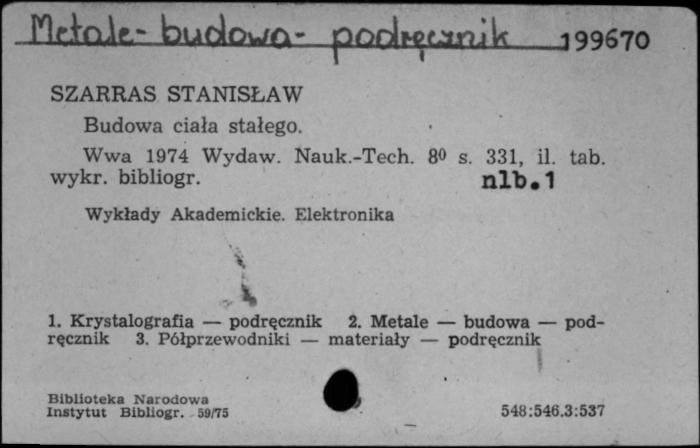 Metale - budowa - podręcznik 199670
SZARRAS STANISŁAW
Budowa ciała stałego.
Wwa 1974 Wydaw. Nauk.-Tech. 8⁰ s. 331, il. tab.
wykr. bibliogr. nlb.1
Wykłady Akademickie. Elektronika
1. Krystalografia — podręcznik 2. Metale — budowa — pod-
ręcznik 3. Półprzewodniki — materiały — podręcznik
Biblioteka Narodowa
Instytut Bibliogr. 59/75 548:546.3:537